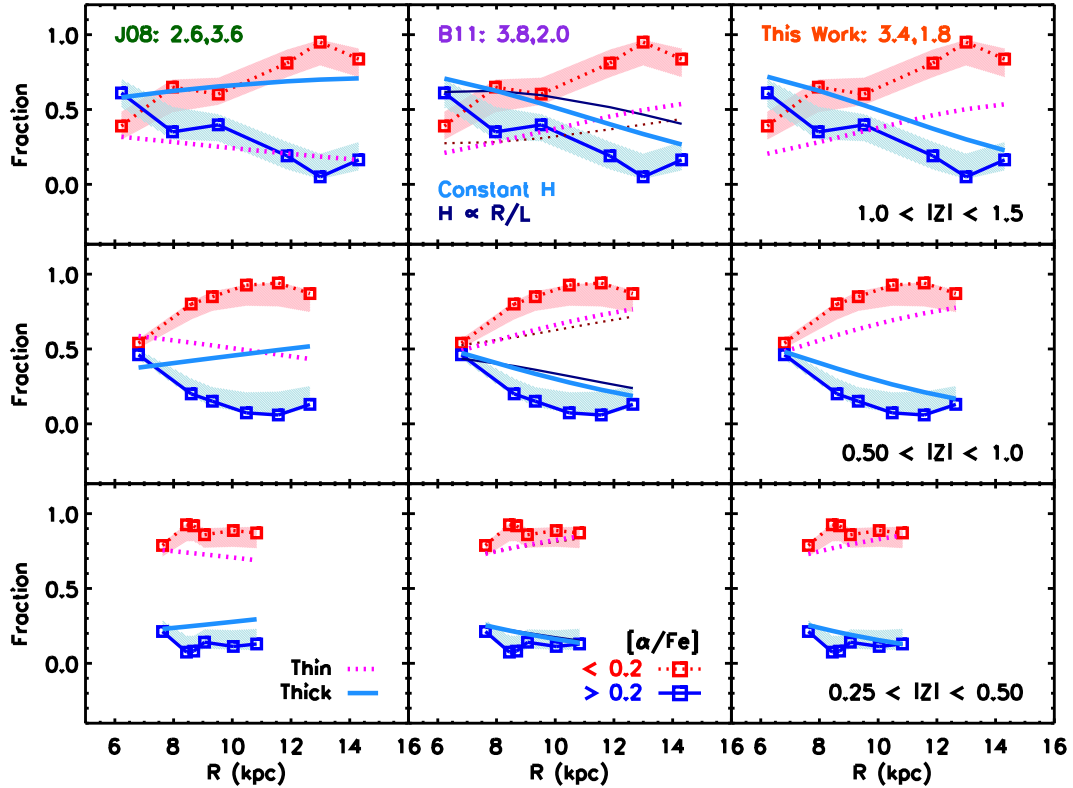 J08: 2.6,3.6
B11: 3.8,2.0
This Work: 3.4,1.8
1.0
0.5
0.0
Fraction
Constant H
H ∝ R/L
1.0 < |Z| < 1.5
1.0
0.5
0.0
Fraction
0.50 < |Z| < 1.0
1.0
0.5
0.0
Fraction
Thin
Thick
[α/Fe]
< 0.2
> 0.2
0.25 < |Z| < 0.50
6 8 10 12 14 16 6 8 10 12 14 16 6 8 10 12 14 16
R (kpc) R (kpc) R (kpc)